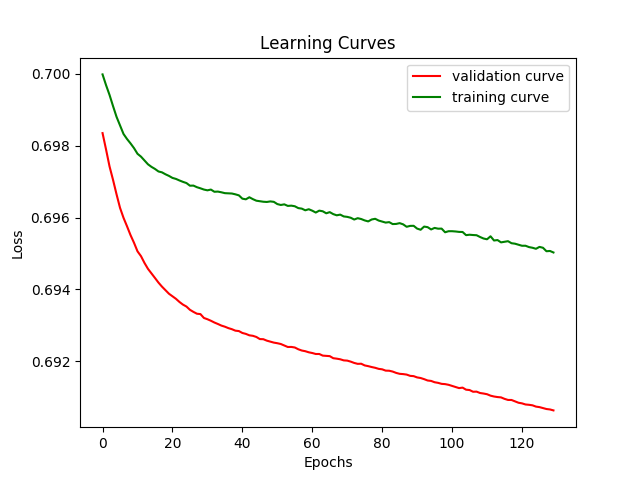 Learning Curves
validation curve
training curve
0.700
0.698
0.696
0.694
0.692
Loss
0 20 40 60 80 100 120
Epochs